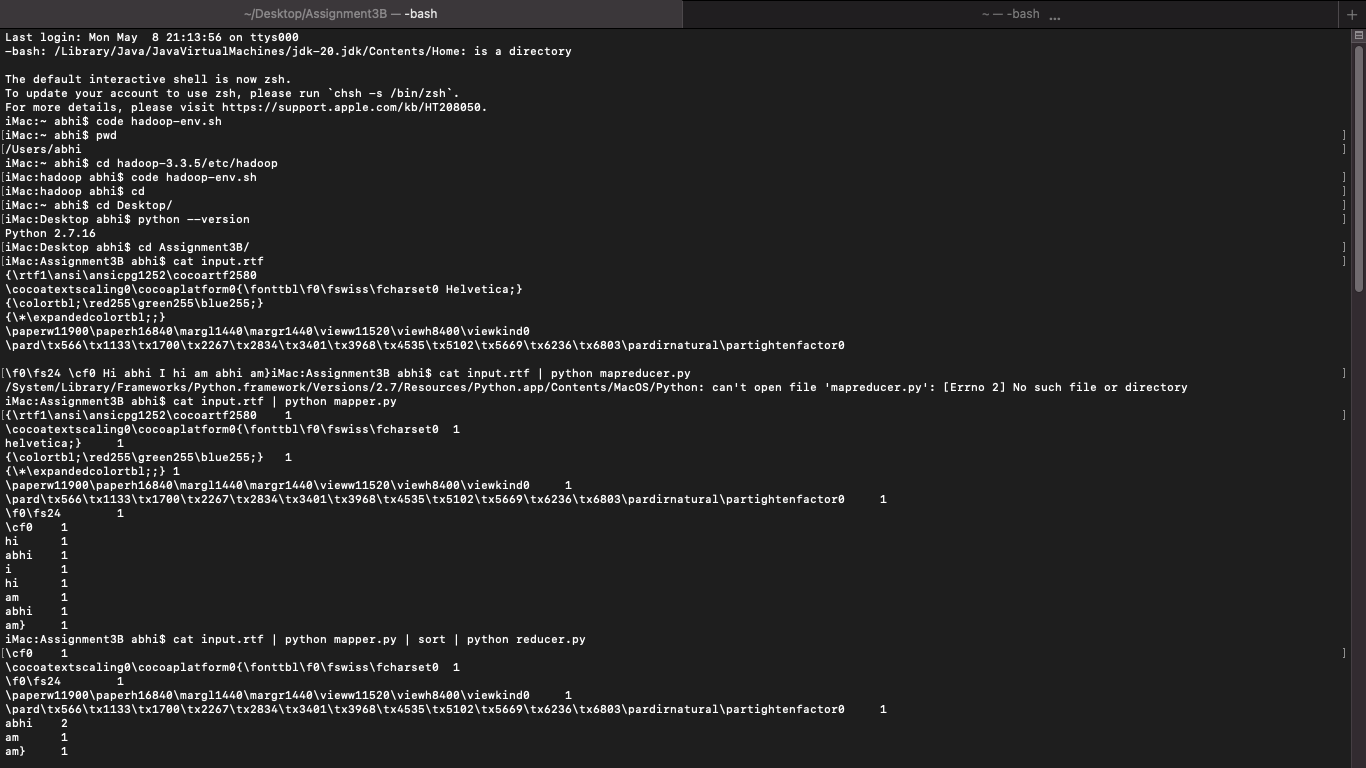 ~/Desktop/Assignment3B — -bash
~ — -bash ...
+
Last login: Mon May  8 21:13:56 on ttys000
-bash: /Library/Java/JavaVirtualMachines/jdk-20.jdk/Contents/Home: is a directory
The default interactive shell is now zsh.
To update your account to use zsh, please run `chsh -s /bin/zsh`.
For more details, please visit https://support.apple.com/kb/HT208050.
iMac:~ abhi$ code hadoop-env.sh
[iMac:~ abhi$ pwd ]
[/Users/abhi ]
iMac:~ abhi$ cd hadoop-3.3.5/etc/hadoop
[iMac:hadoop abhi$ code hadoop-env.sh ]
[iMac:hadoop abhi$ cd ]
[iMac:~ abhi$ cd Desktop/ ]
[iMac:Desktop abhi$ python --version ]
Python 2.7.16
[iMac:Desktop abhi$ cd Assignment3B/ ]
[iMac:Assignment3B abhi$ cat input.rtf ]
{\rtf1\ansi\ansicpg1252\cocoartf2580
\cocoatextscaling0\cocoaplatform0{\fonttbl\f0\fswiss\fcharset0 Helvetica;}
{\colortbl;\red255\green255\blue255;}
{\*\expandedcolortbl;;}
\paperw11900\paperh16840\margl1440\margr1440\vieww11520\viewh8400\viewkind0
\pard\tx566\tx1133\tx1700\tx2267\tx2834\tx3401\tx3968\tx4535\tx5102\tx5669\tx6236\tx6803\pardirnatural\partightenfactor0
[\f0\fs24 \cf0 Hi abhi I hi am abhi am}iMac:Assignment3B abhi$ cat input.rtf | python mapreducer.py ]
/System/Library/Frameworks/Python.framework/Versions/2.7/Resources/Python.app/Contents/MacOS/Python: can't open file 'mapreducer.py': [Errno 2] No such file or directory
iMac:Assignment3B abhi$ cat input.rtf | python mapper.py
[{\rtf1\ansi\ansicpg1252\cocoartf2580    1 ]
\cocoatextscaling0\cocoaplatform0{\fonttbl\f0\fswiss\fcharset0  1
helvetica;}     1
{\colortbl;\red255\green255\blue255;}   1
{\*\expandedcolortbl;;} 1
\paperw11900\paperh16840\margl1440\margr1440\vieww11520\viewh8400\viewkind0     1
\pard\tx566\tx1133\tx1700\tx2267\tx2834\tx3401\tx3968\tx4535\tx5102\tx5669\tx6236\tx6803\pardirnatural\partightenfactor0     1
\f0\fs24        1
\cf0    1
hi      1
abhi    1
i       1
hi      1
am      1
abhi    1
am}     1
iMac:Assignment3B abhi$ cat input.rtf | python mapper.py | sort | python reducer.py
[\cf0    1 ]
\cocoatextscaling0\cocoaplatform0{\fonttbl\f0\fswiss\fcharset0  1
\f0\fs24        1
\paperw11900\paperh16840\margl1440\margr1440\vieww11520\viewh8400\viewkind0     1
\pard\tx566\tx1133\tx1700\tx2267\tx2834\tx3401\tx3968\tx4535\tx5102\tx5669\tx6236\tx6803\pardirnatural\partightenfactor0     1
abhi    2
am      1
am}     1